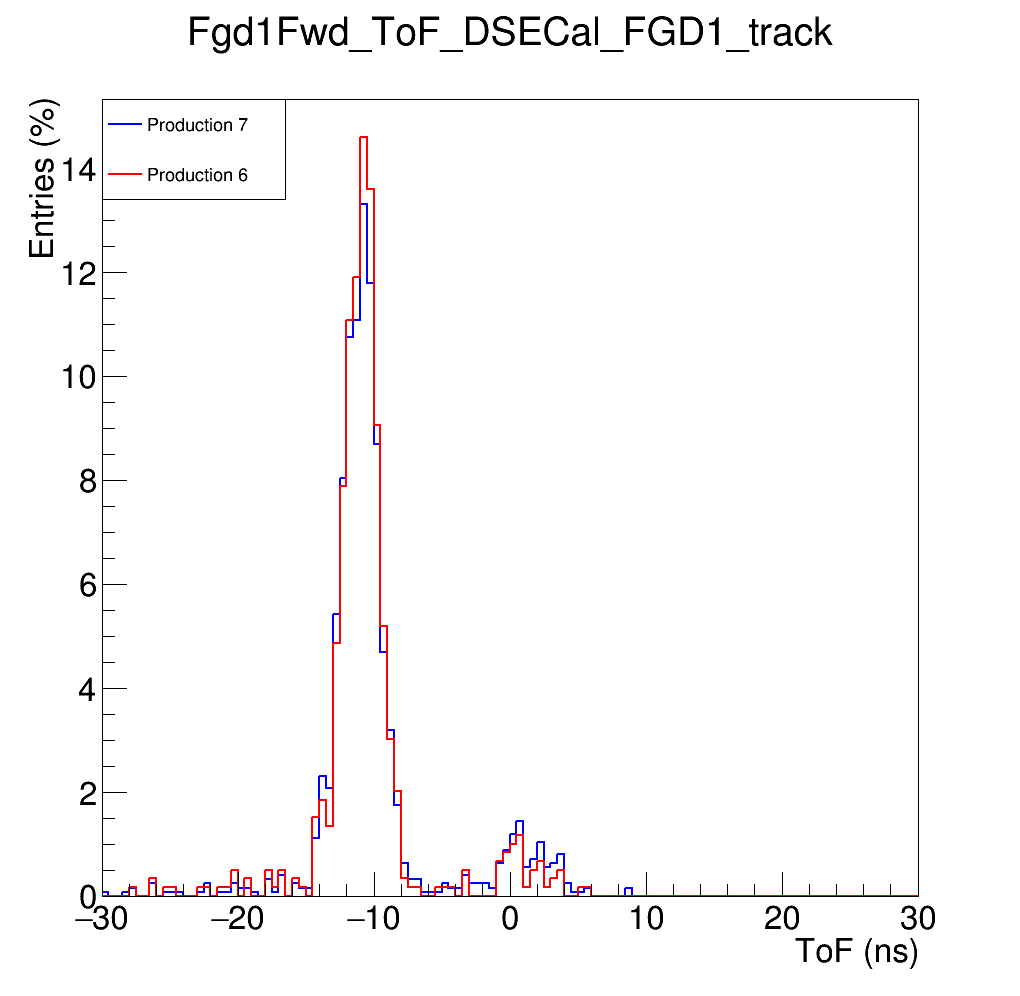 Fgd1Fwd_ToF_DSECal_FGD1_track
Entries (%)
Production 7
Production 6
14
12
10
8
6
4
2
0
−30 −20 −10 0 10 20 30
ToF (ns)